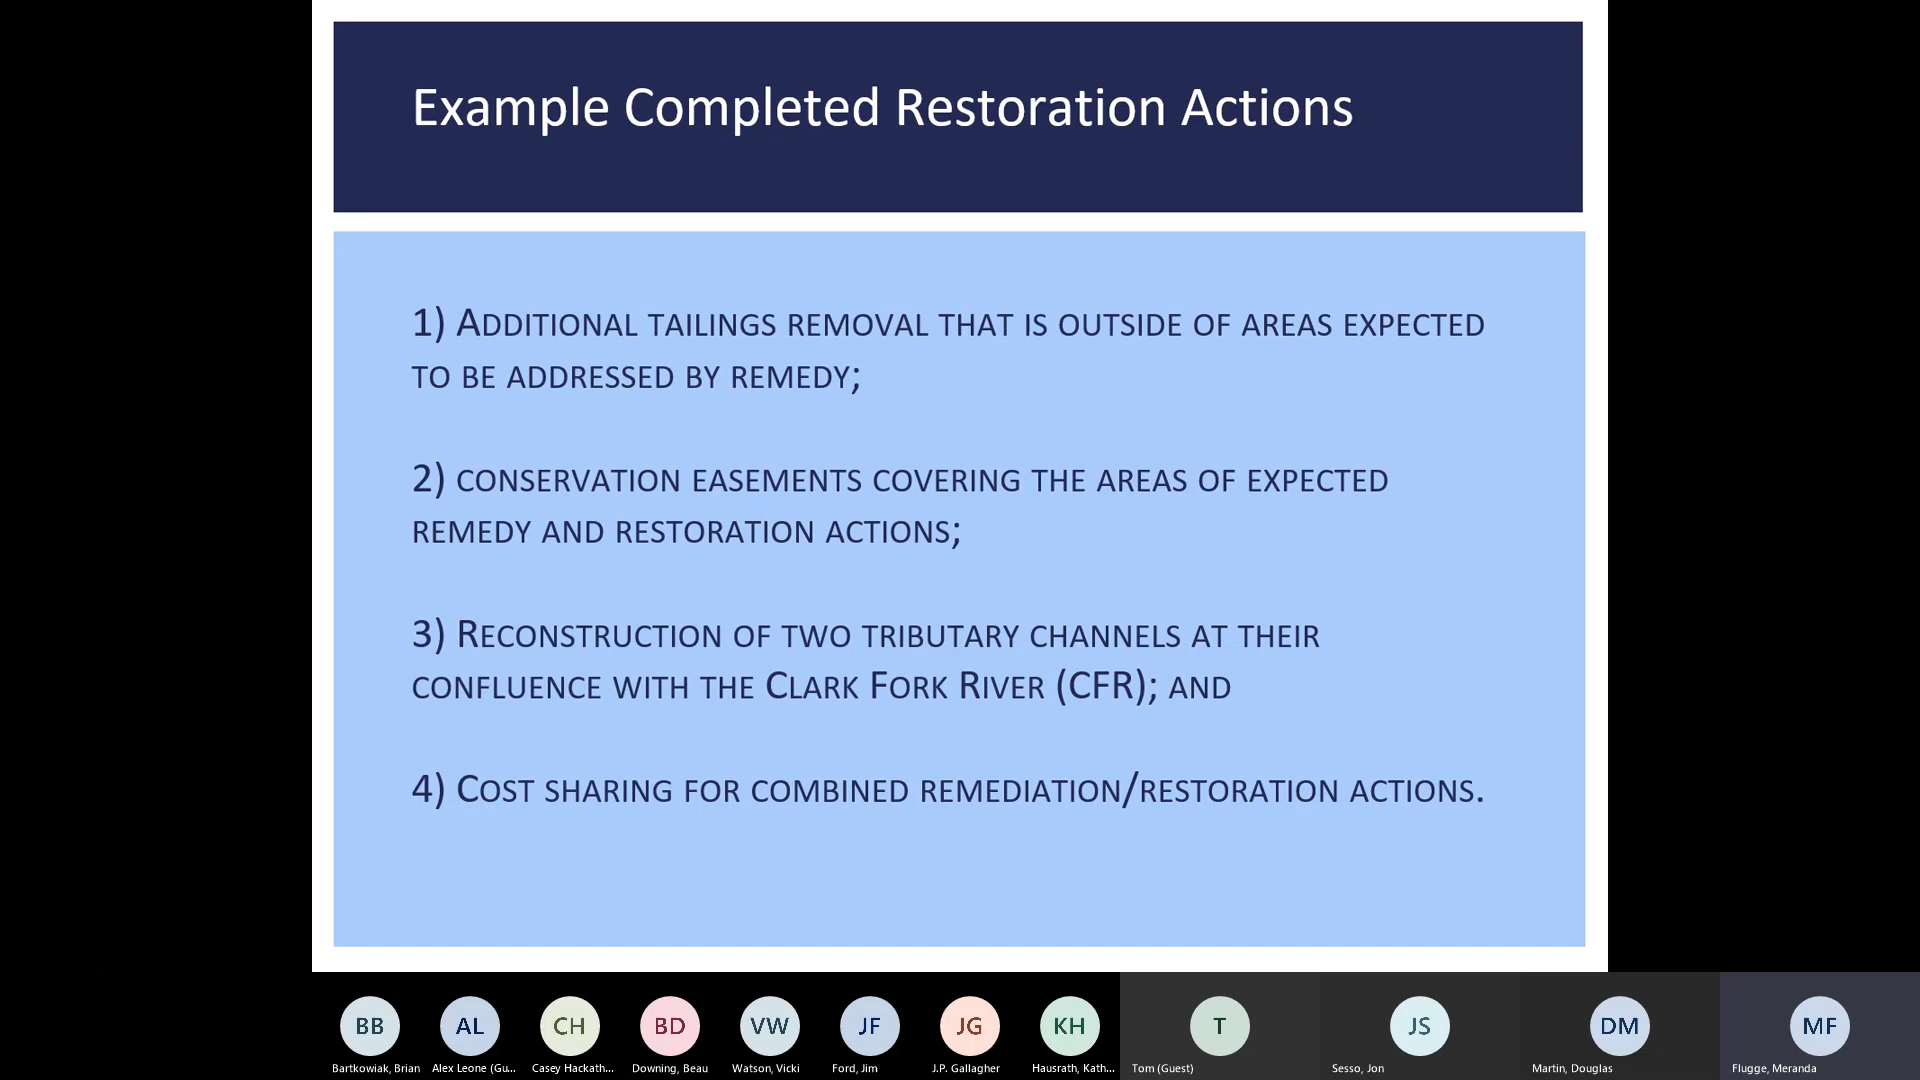 Example Completed Restoration Actions
1) Additional tailings removal that is outside of areas expected
to be addressed by remedy;
2) conservation easements covering the areas of expected
remedy and restoration actions;
3) Reconstruction of two tributary channels at their
confluence with the Clark Fork River (CFR); and
4) Cost sharing for combined remediation/restoration actions.
BB AL CH BD VW JF JG KH T JS DM MF
Bartkowiak, Brian Alex Leone (Gu... Casey Hackath... Downing, Beau Watson, Vicki Ford, Jim J.P. Gallagher Hausrath, Kath... Tom (Guest) Sesso, Jon Martin, Douglas Flugge, Meranda